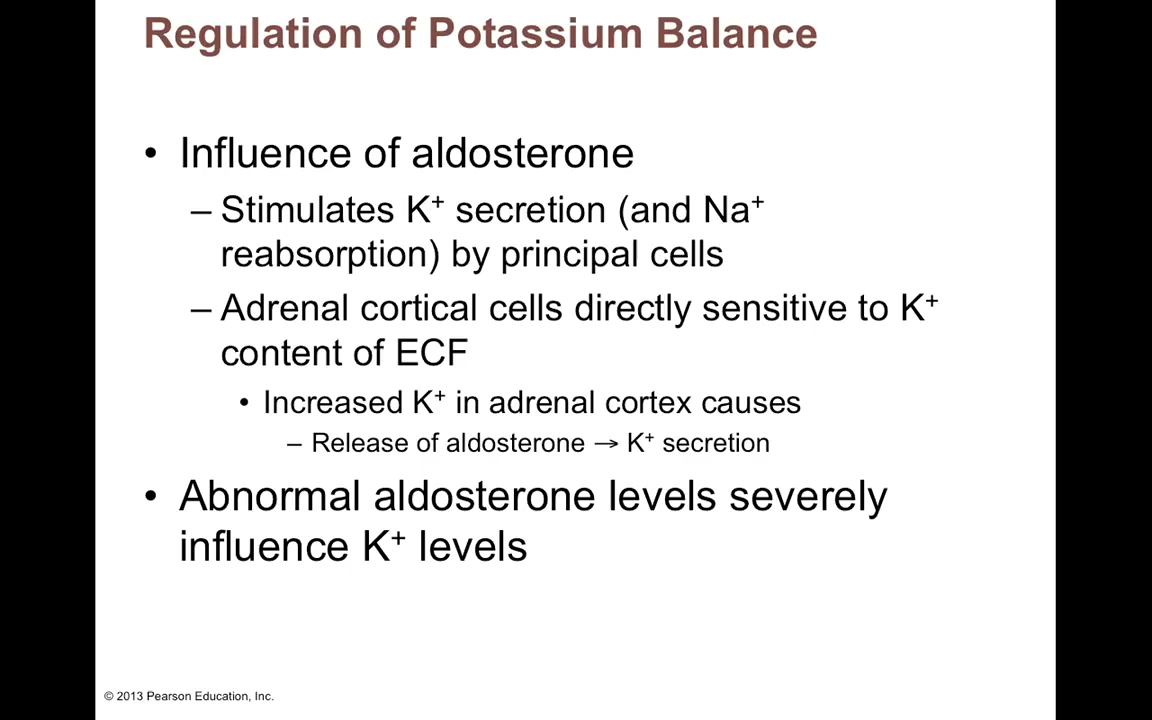 Regulation of Potassium Balance
• Influence of aldosterone
– Stimulates K⁺ secretion (and Na⁺
reabsorption) by principal cells
– Adrenal cortical cells directly sensitive to K⁺
content of ECF
• Increased K⁺ in adrenal cortex causes
– Release of aldosterone → K⁺ secretion
• Abnormal aldosterone levels severely
influence K⁺ levels
© 2013 Pearson Education, Inc.